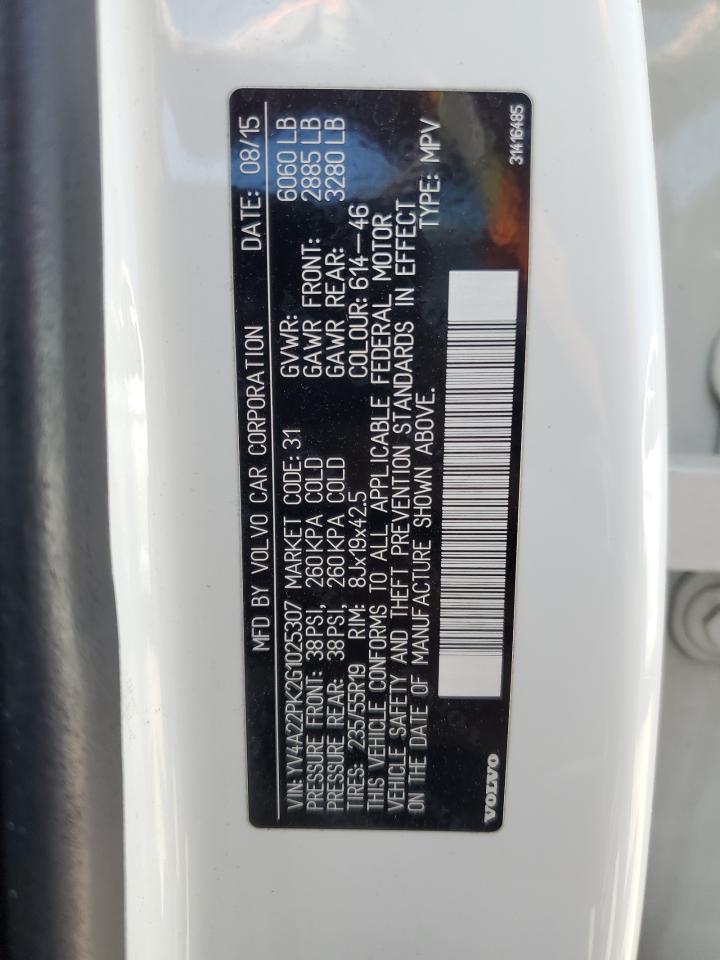 MFD BY VOLVO CAR CORPORATION DATE: 08/15
VIN: YV4A22PK2G1025307 MARKET CODE: 31 GVWR: 6060 LB
PRESSURE FRONT: 38PSI, 260KPA COLD GAWR FRONT: 2885 LB
PRESSURE REAR: 38PSI, 260KPA COLD GAWR REAR: 3280 LB
TIRES: 235/55R19 RIM: 8Jx19x42.5 COLOUR: 614-46
THIS VEHICLE CONFORMS TO ALL APPLICABLE FEDERAL MOTOR
VEHICLE SAFETY AND THEFT PREVENTION STANDARDS IN EFFECT
ON THE DATE OF MANUFACTURE SHOWN ABOVE. TYPE: MPV
VOLVO 31416485